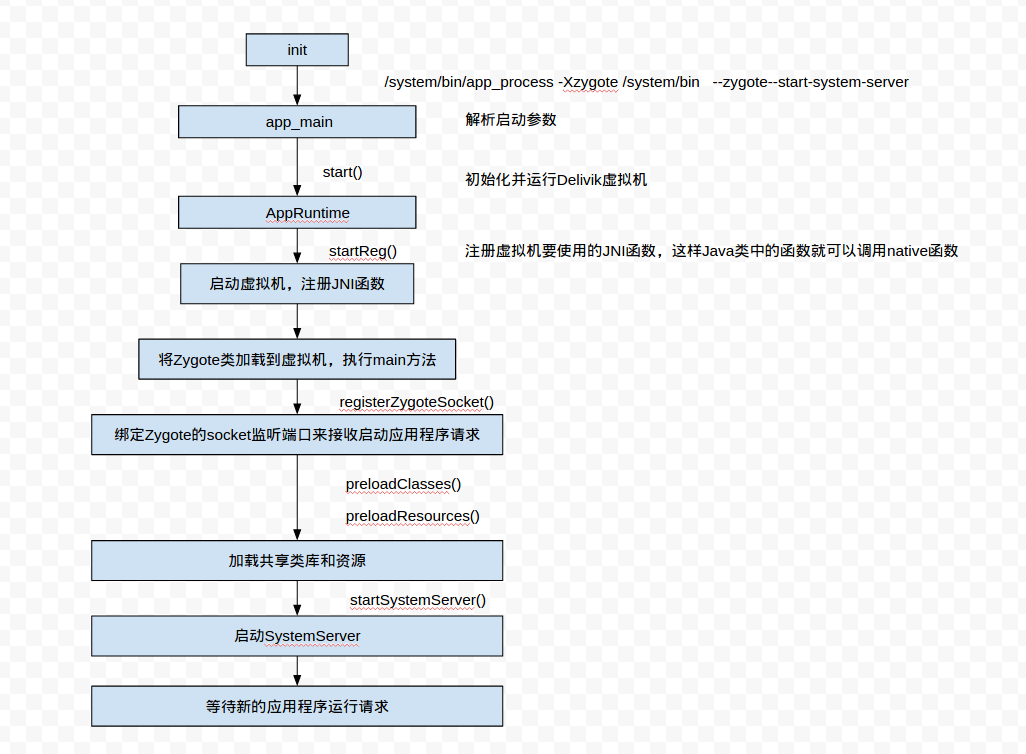 init
/system/bin/app_process -Xzygote /system/bin --zygote--start-system-server
app_main
解析启动参数
start()
初始化并运行Delivik虚拟机
AppRuntime
startReg()
注册虚拟机要使用的JNI函数，这样Java类中的函数就可以调用native函数
启动虚拟机，注册JNI函数
将Zygote类加载到虚拟机，执行main方法
registerZygoteSocket()
绑定Zygote的socket监听端口来接收启动应用程序请求
preloadClasses()
preloadResources()
加载共享类库和资源
startSystemServer()
启动SystemServer
等待新的应用程序运行请求